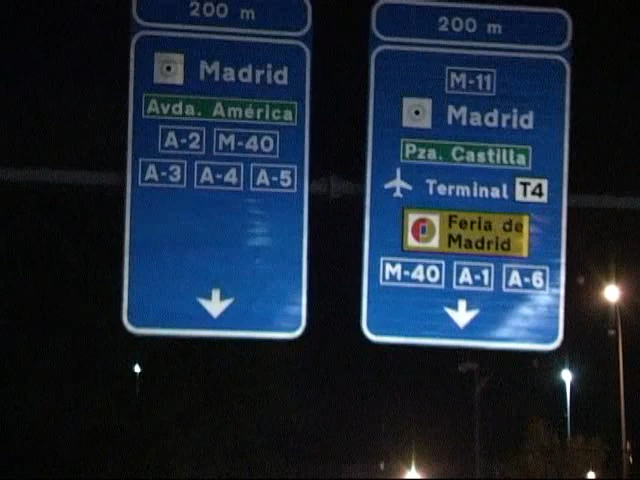 200 m
Madrid
Avda. América
A-2 M-40
A-3 A-4 A-5
200 m
M-11
Madrid
Pza. Castilla
Terminal T4
Feria de
Madrid
M-40 A-1 A-6